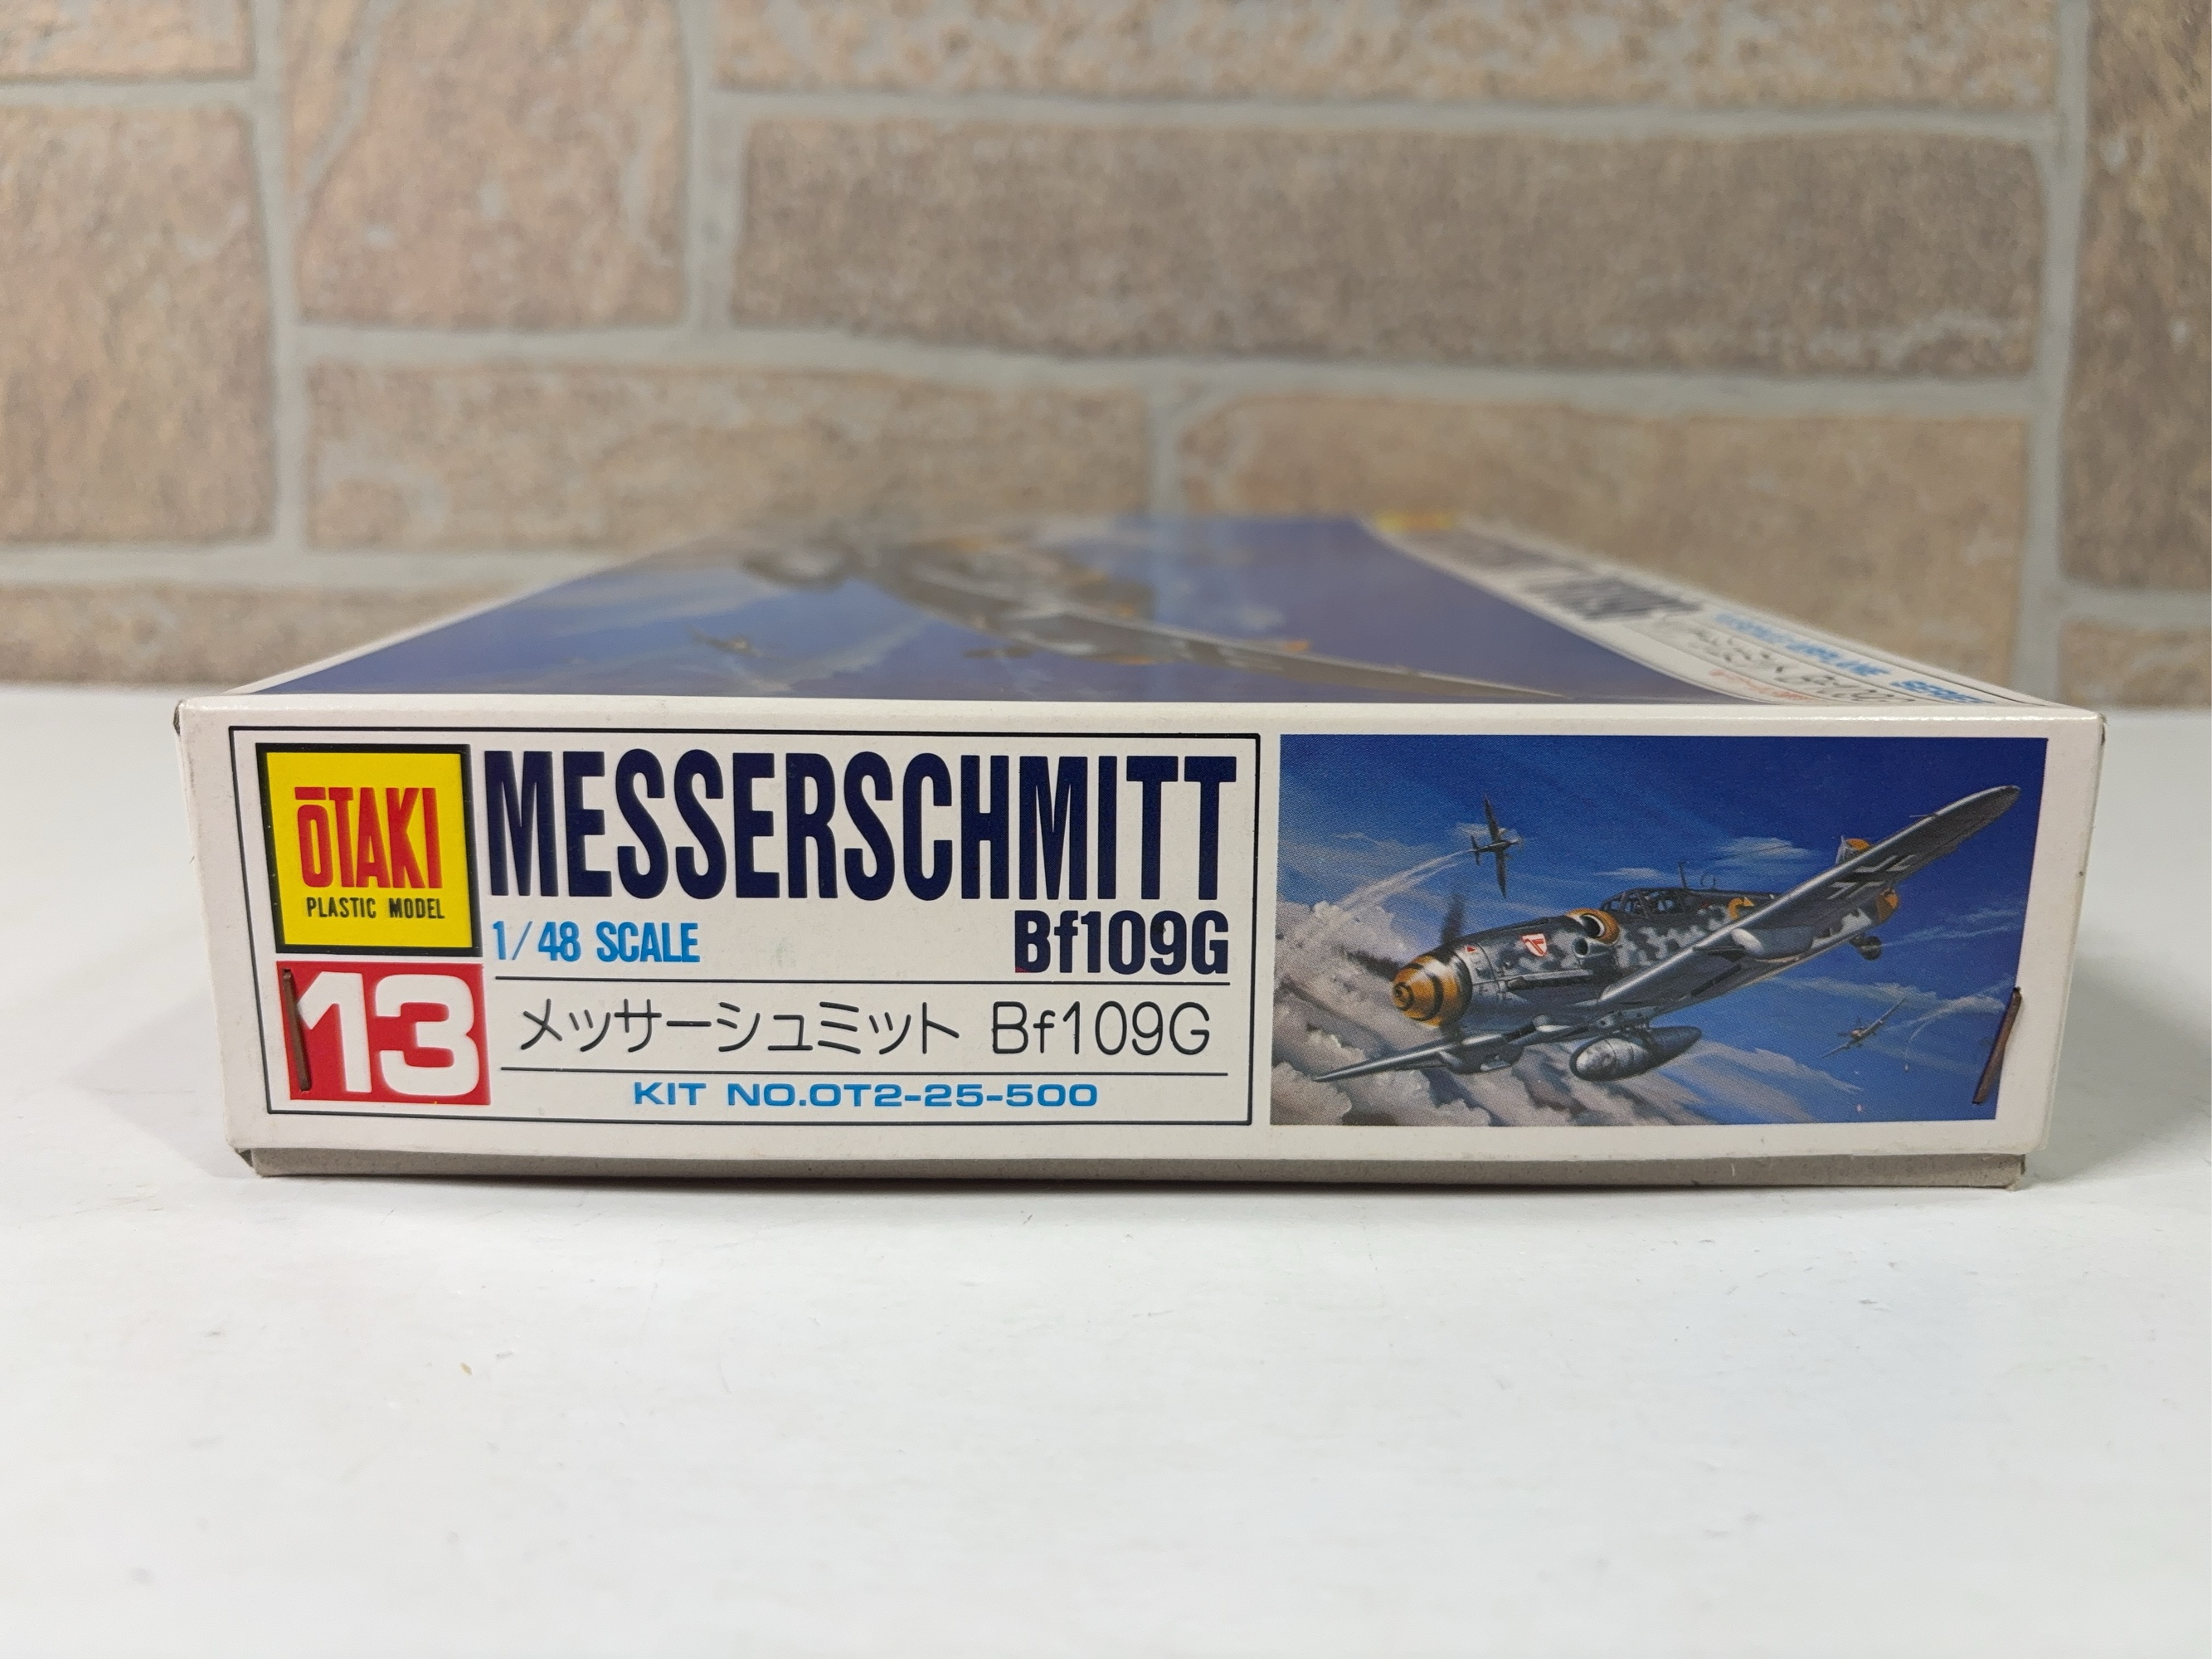 ŌTAKI
PLASTIC MODEL
13
MESSERSCHMITT
1/48 SCALE
Bf109G
メッサーシュミット Bf109G
KIT NO.OT2-25-500